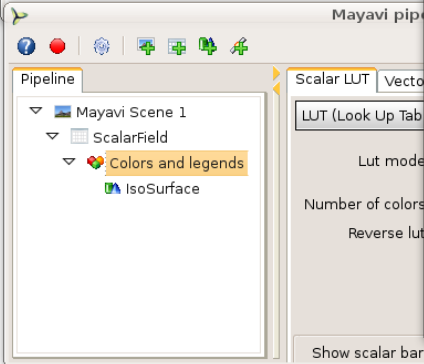 Mayavi pipe
Pipeline
Scalar LUT
Vecto
Mayavi Scene 1
ScalarField
Colors and legends
IsoSurface
LUT (Look Up Tab
Lut mode
Number of colors
Reverse lut
Show scalar bar